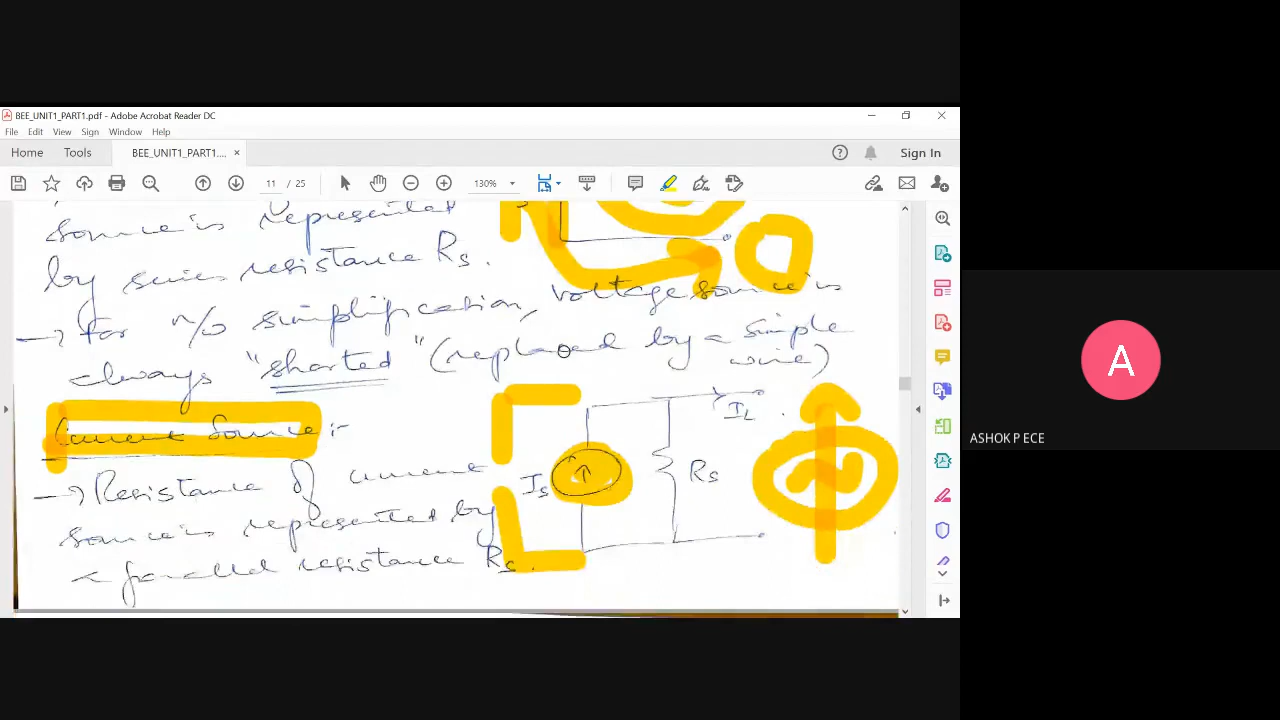 BEE_UNIT1_PART1.pdf - Adobe Acrobat Reader DC
File Edit View Window Help
Home Tools BEE_UNIT1_PART1.... × Sign In
11 / 25 130%
source is represented
by series resistance Rs.
→ For n/w simplification, voltage source is
always "shorted" (replaced by a simple
wire)
Current Source :-
→ Resistance of current
source is represented by
a parallel resistance Rs.
IL
Is
Rs
A
ASHOK P ECE